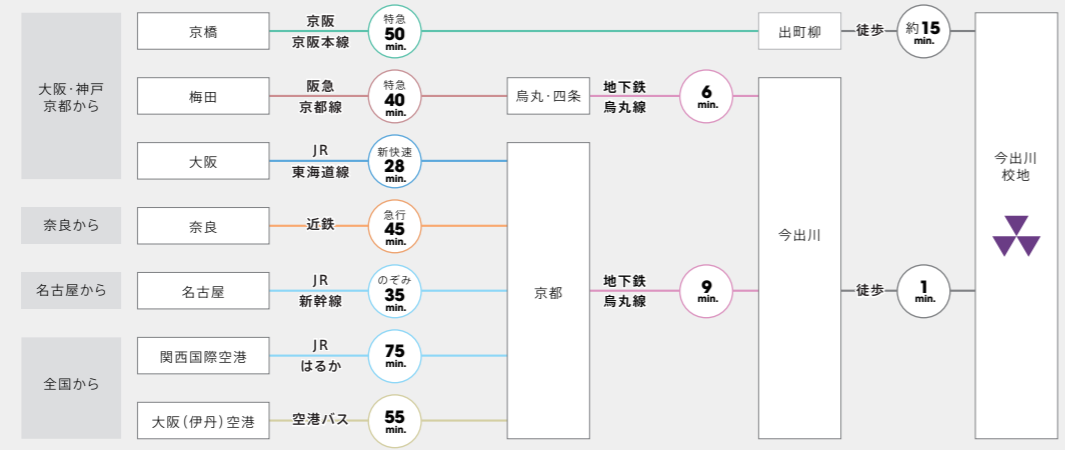 大阪・神戸
京都から
京橋
京阪
京阪本線
特急
50
min.
出町柳
徒歩
約15
min.
梅田
阪急
京都線
特急
40
min.
烏丸・四条
地下鉄
烏丸線
6
min.
大阪
JR
東海道線
新快速
28
min.
奈良から
奈良
近鉄
急行
45
min.
名古屋から
名古屋
JR
新幹線
のぞみ
35
min.
京都
地下鉄
烏丸線
9
min.
今出川
徒歩
1
min.
今出川
校地
全国から
関西国際空港
JR
はるか
75
min.
大阪(伊丹)空港
空港バス
55
min.